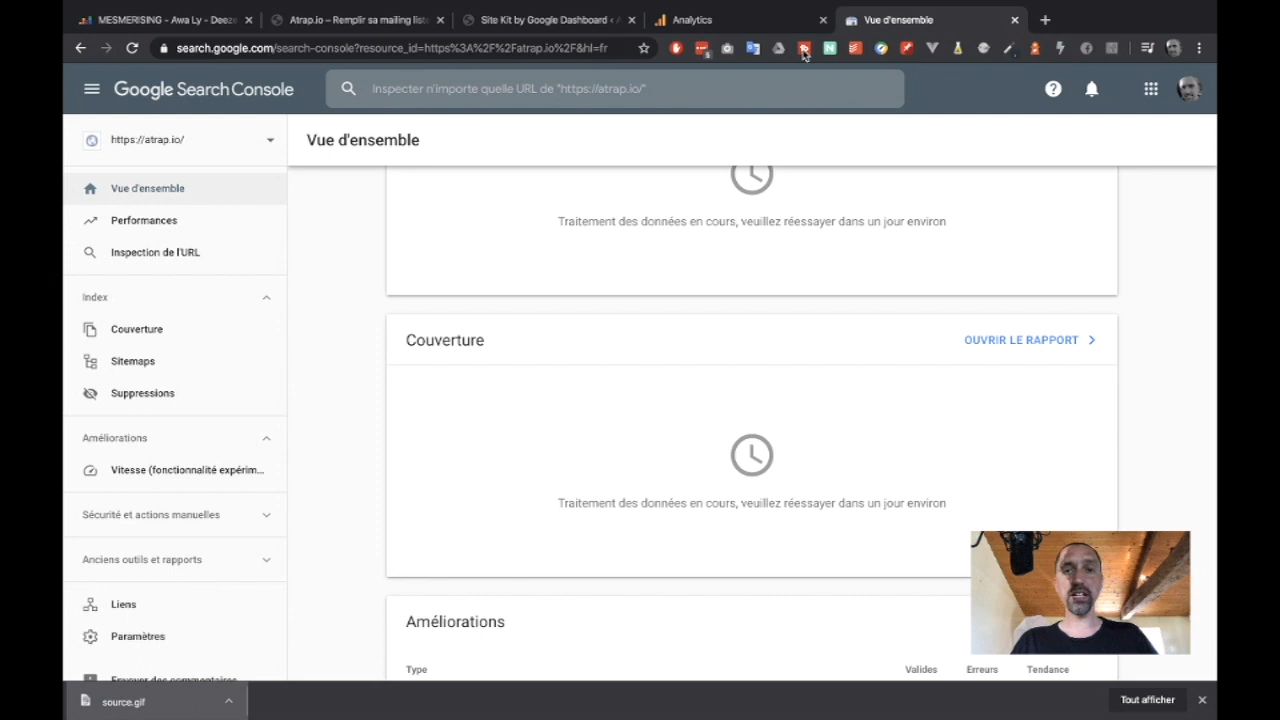 MESMERISING - Awa Ly - Deeze
Atrap.io – Remplir sa mailing liste
Site Kit by Google Dashboard ‹ A
Analytics
Vue d'ensemble
search.google.com/search-console?resource_id=https%3A%2F%2Fatrap.io%2F&hl=fr
Google Search Console
Inspecter n'importe quelle URL de "https://atrap.io/"
https://atrap.io/
Vue d'ensemble
Vue d'ensemble
Performances
Inspection de l'URL
Index
Couverture
Sitemaps
Suppressions
Améliorations
Vitesse (fonctionnalité expérim...
Sécurité et actions manuelles
Anciens outils et rapports
Liens
Paramètres
Envoyer des commentaires
Traitement des données en cours, veuillez réessayer dans un jour environ
Couverture
OUVRIR LE RAPPORT
Traitement des données en cours, veuillez réessayer dans un jour environ
Améliorations
Type
Valides
Erreurs
Tendance
source.gif
Tout afficher